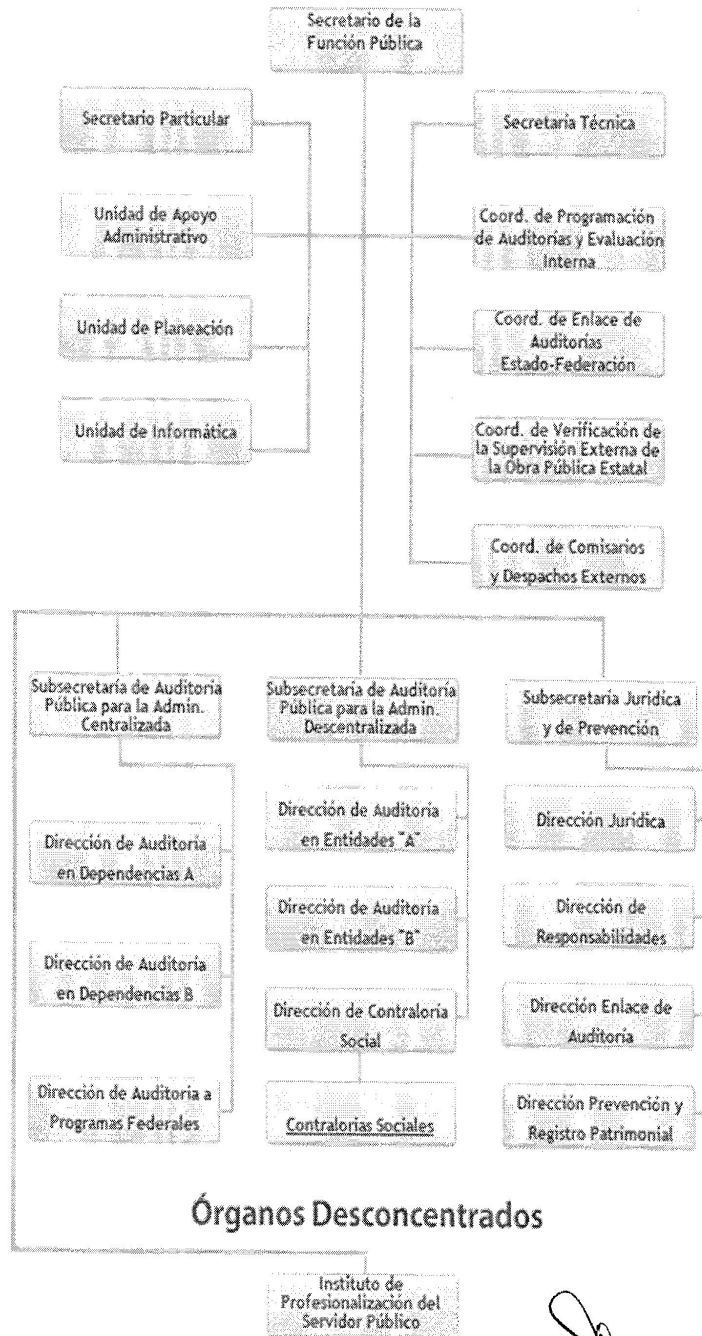 Secretario de la
Función Pública
Secretario Particular
Secretaria Técnica
Unidad de Apoyo
Administrativo
Coord. de Programación
de Auditorías y Evaluación
Interna
Unidad de Planeación
Coord. de Enlace de
Auditorías
Estado-Federación
Unidad de Informática
Coord. de Verificación de
la Supervisión Externa de
la Obra Pública Estatal
Coord. de Comisarios
y Despachos Externos
Subsecretaría de Auditoría
Pública para la Admin.
Centralizada
Subsecretaría de Auditoría
Pública para la Admin.
Descentralizada
Subsecretaría Jurídica
y de Prevención
Dirección de Auditoría
en Dependencias A
Dirección de Auditoría
en Entidades "A"
Dirección Jurídica
Dirección de Auditoría
en Dependencias B
Dirección de Auditoría
en Entidades "B"
Dirección de
Responsabilidades
Dirección de Contraloría
Social
Dirección Enlace de
Auditoría
Dirección de Auditoría a
Programas Federales
Contralorías Sociales
Dirección Prevención y
Registro Patrimonial
Órganos Desconcentrados
Instituto de
Profesionalización del
Servidor Público